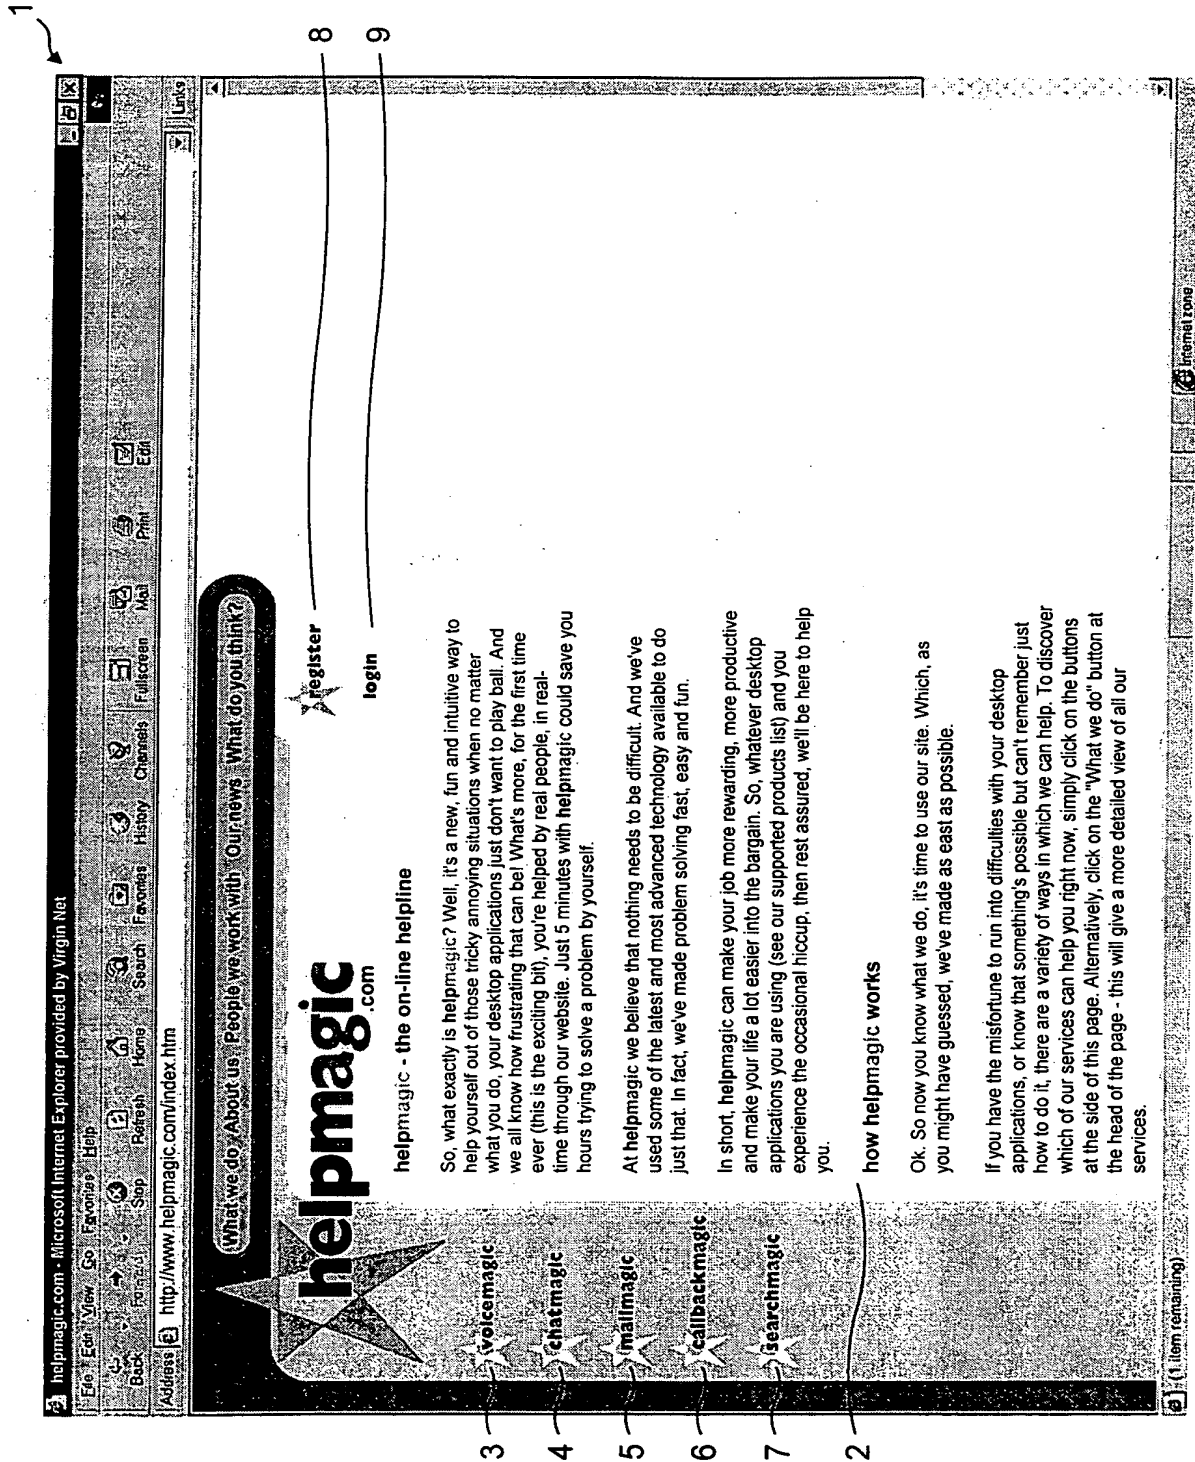 1
helpmagic.com - Microsoft Internet Explorer provided by Virgin Net
File Edit View Go Favorites Help
Back Forward Stop Refresh Home Search Favorites History Channels Fullscreen Mail Print Edit
Address http://www.helpmagic.com/index.htm Links
What we do About us People we work with Our news What do you think?
helpmagic
.com
register 8
login 9
helpmagic - the on-line helpline
So, what exactly is helpmagic? Well, it's a new, fun and intuitive way to
help yourself out of those tricky annoying situations when no matter
what you do, your desktop applications just don't want to play ball. And
we all know how frustrating that can be! What's more, for the first time
ever (this is the exciting bit), you're helped by real people, in real-
time through our website. Just 5 minutes with helpmagic could save you
hours trying to solve a problem by yourself.
At helpmagic we believe that nothing needs to be difficult. And we've
used some of the latest and most advanced technology available to do
just that. In fact, we've made problem solving fast, easy and fun.
In short, helpmagic can make your job more rewarding, more productive
and make your life a lot easier into the bargain. So, whatever desktop
applications you are using (see our supported products list) and you
experience the occasional hiccup, then rest assured, we'll be here to help
you.
how helpmagic works
Ok. So now you know what we do, it's time to use our site. Which, as
you might have guessed, we've made as east as possible.
If you have the misfortune to run into difficulties with your desktop
applications, or know that something's possible but can't remember just
how to do it, there are a variety of ways in which we can help. To discover
which of our services can help you right now, simply click on the buttons
at the side of this page. Alternatively, click on the "What we do" button at
the head of the page - this will give a more detailed view of all our
services.
3 voicemagic
4 chatmagic
5 mailmagic
6 callbackmagic
7 searchmagic
2
(1 item remaining) Internet zone